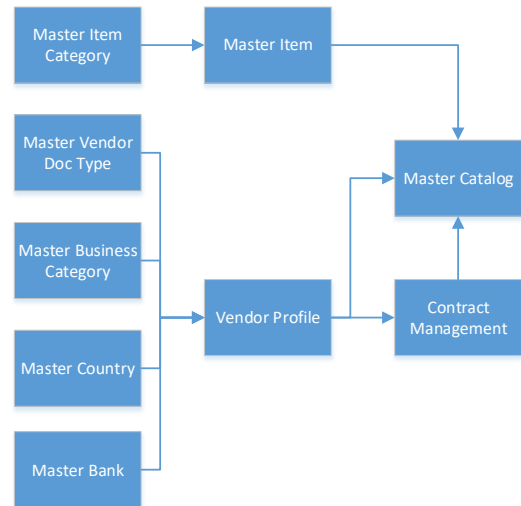 Master Item
Category
Master Item
Master Vendor
Doc Type
Master Catalog
Master Business
Category
Vendor Profile
Contract
Management
Master Country
Master Bank